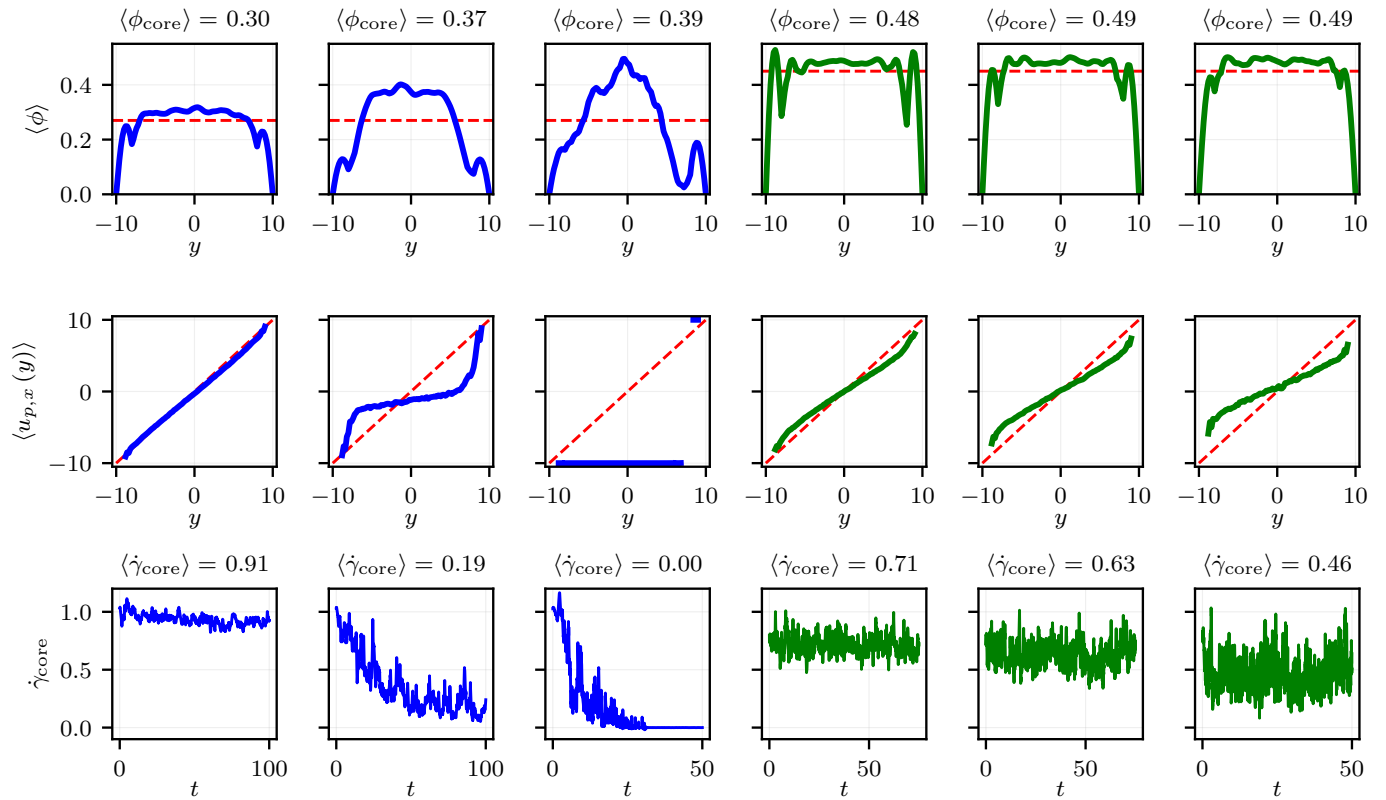 ⟨ϕcore⟩ = 0.30 ⟨ϕcore⟩ = 0.37 ⟨ϕcore⟩ = 0.39 ⟨ϕcore⟩ = 0.48 ⟨ϕcore⟩ = 0.49 ⟨ϕcore⟩ = 0.49
⟨ϕ⟩
0.4
0.2
0.0
−10 0 10 −10 0 10 −10 0 10 −10 0 10 −10 0 10 −10 0 10
y y y y y y
⟨u_{p,x} (y)⟩
10
0
−10
−10 0 10 −10 0 10 −10 0 10 −10 0 10 −10 0 10 −10 0 10
y y y y y y
⟨γ̇core⟩ = 0.91 ⟨γ̇core⟩ = 0.19 ⟨γ̇core⟩ = 0.00 ⟨γ̇core⟩ = 0.71 ⟨γ̇core⟩ = 0.63 ⟨γ̇core⟩ = 0.46
γ̇core
1.0
0.5
0.0
0 100 0 100 0 50 0 50 0 50 0 50
t t t t t t